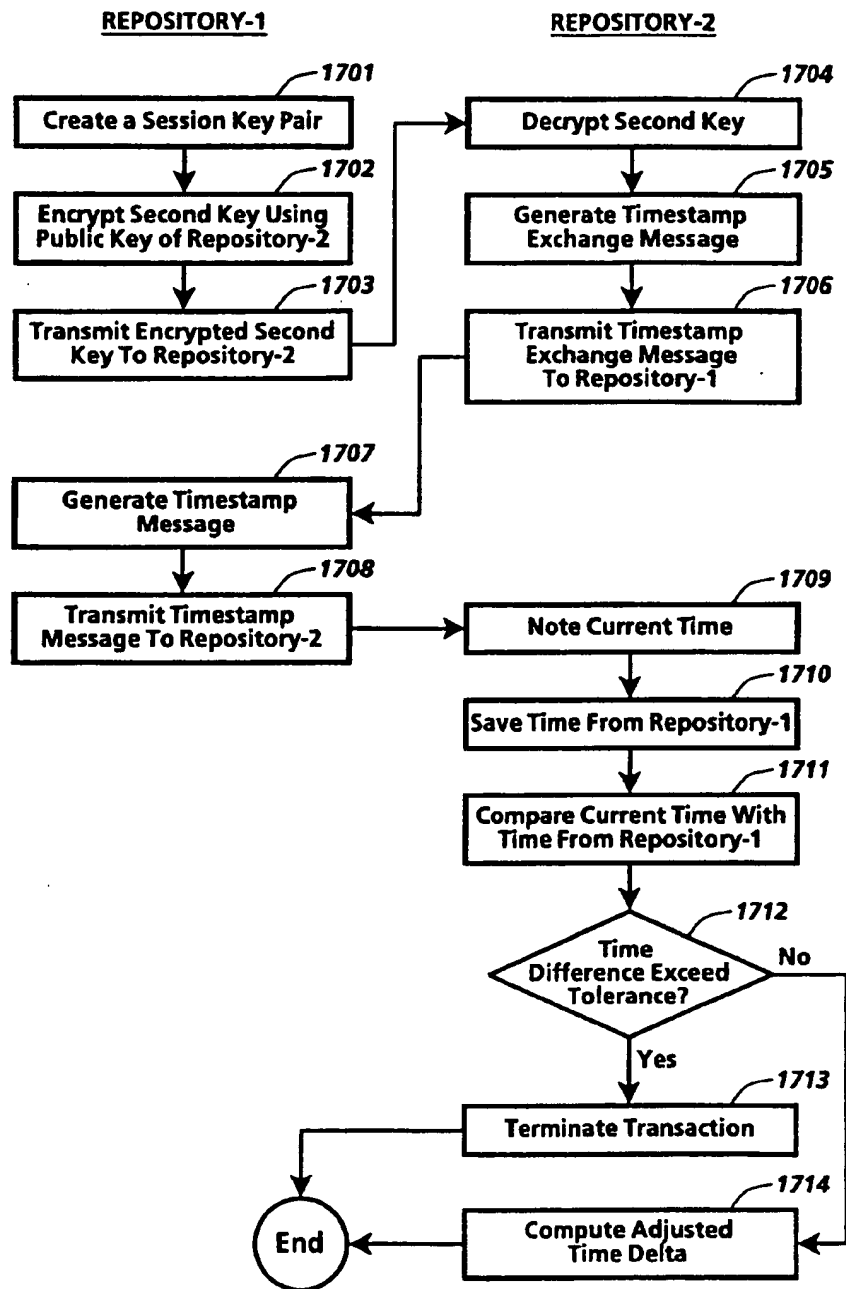 REPOSITORY-1
REPOSITORY-2
1701
Create a Session Key Pair
1702
Encrypt Second Key Using
Public Key of Repository-2
1703
Transmit Encrypted Second
Key To Repository-2
1704
Decrypt Second Key
1705
Generate Timestamp
Exchange Message
1706
Transmit Timestamp
Exchange Message
To Repository-1
1707
Generate Timestamp
Message
1708
Transmit Timestamp
Message To Repository-2
1709
Note Current Time
1710
Save Time From Repository-1
1711
Compare Current Time With
Time From Repository-1
1712
Time
Difference Exceed
Tolerance?
No
Yes
1713
Terminate Transaction
1714
Compute Adjusted
Time Delta
End